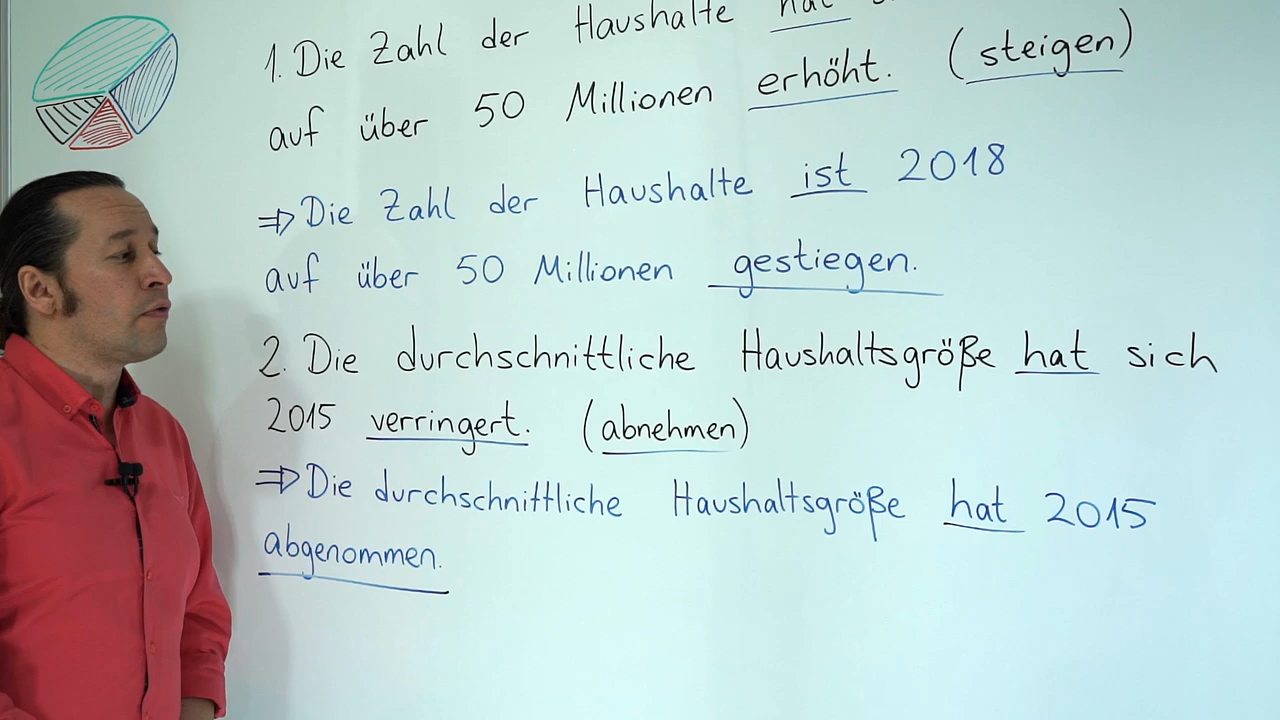 1. Die Zahl der Haushalte hat
auf über 50 Millionen erhöht. (steigen)
⇒ Die Zahl der Haushalte ist 2018
auf über 50 Millionen gestiegen.
2. Die durchschnittliche Haushaltsgröße hat sich
2015 verringert. (abnehmen)
⇒ Die durchschnittliche Haushaltsgröße hat 2015
abgenommen.